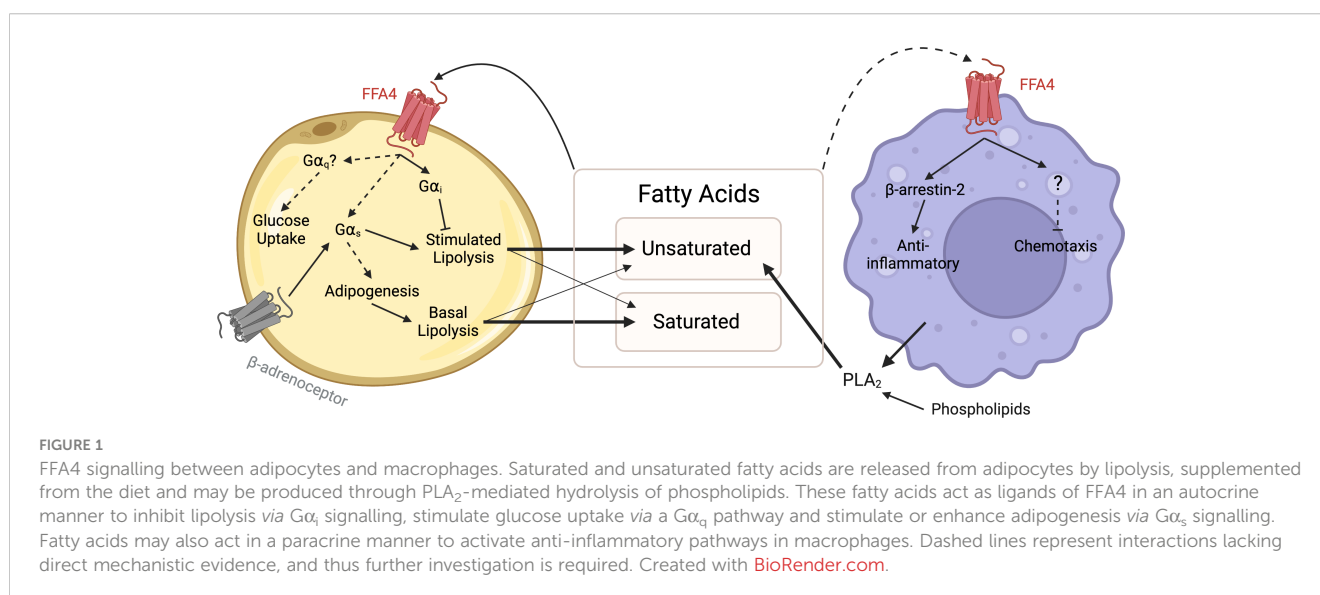 FFA4
Gαq?
Gαi
Glucose
Uptake
Gαs
Stimulated
Lipolysis
Adipogenesis
Basal
Lipolysis
β-adrenoceptor
Fatty Acids
Unsaturated
Saturated
FFA4
β-arrestin-2
?
Anti-
inflammatory
Chemotaxis
PLA₂
Phospholipids
FIGURE 1
FFA4 signalling between adipocytes and macrophages. Saturated and unsaturated fatty acids are released from adipocytes by lipolysis, supplemented
from the diet and may be produced through PLA₂-mediated hydrolysis of phospholipids. These fatty acids act as ligands of FFA4 in an autocrine
manner to inhibit lipolysis via Gαi signalling, stimulate glucose uptake via a Gαq pathway and stimulate or enhance adipogenesis via Gαs signalling.
Fatty acids may also act in a paracrine manner to activate anti-inflammatory pathways in macrophages. Dashed lines represent interactions lacking
direct mechanistic evidence, and thus further investigation is required. Created with BioRender.com.